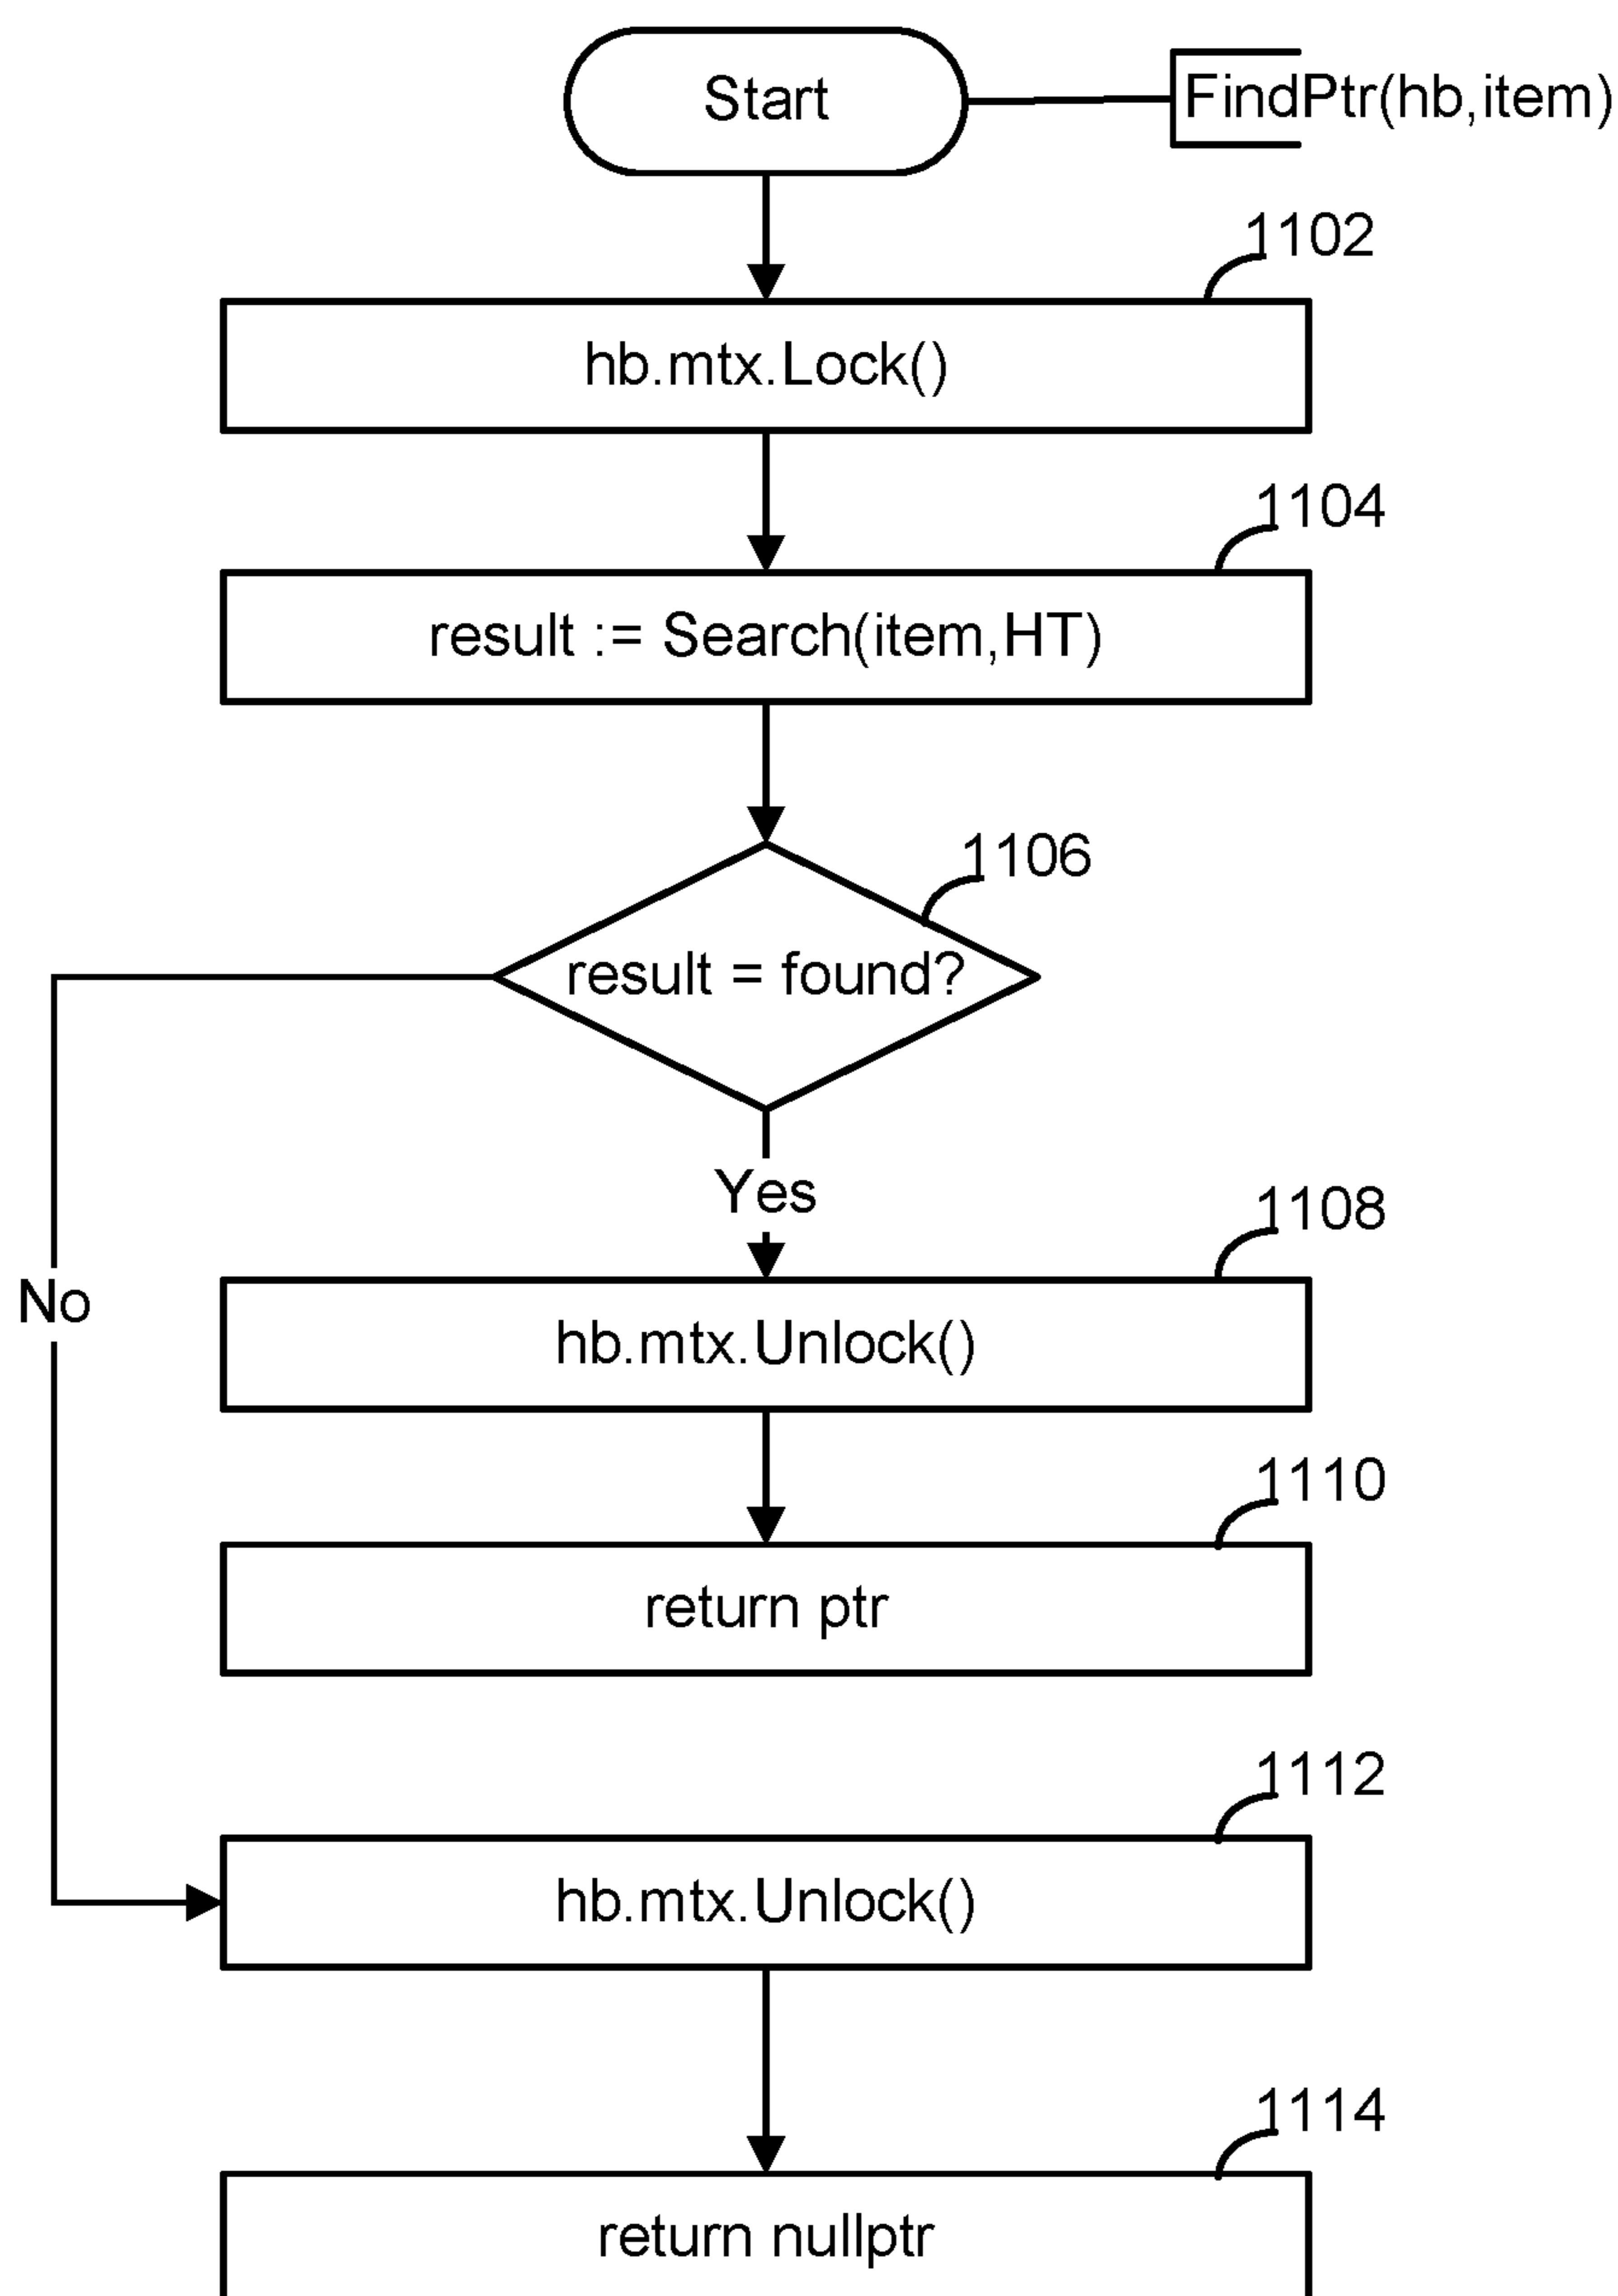 Start
FindPtr(hb,item)
1102
hb.mtx.Lock()
1104
result := Search(item,HT)
1106
result = found?
Yes
1108
No
hb.mtx.Unlock()
1110
return ptr
1112
hb.mtx.Unlock()
1114
return nullptr